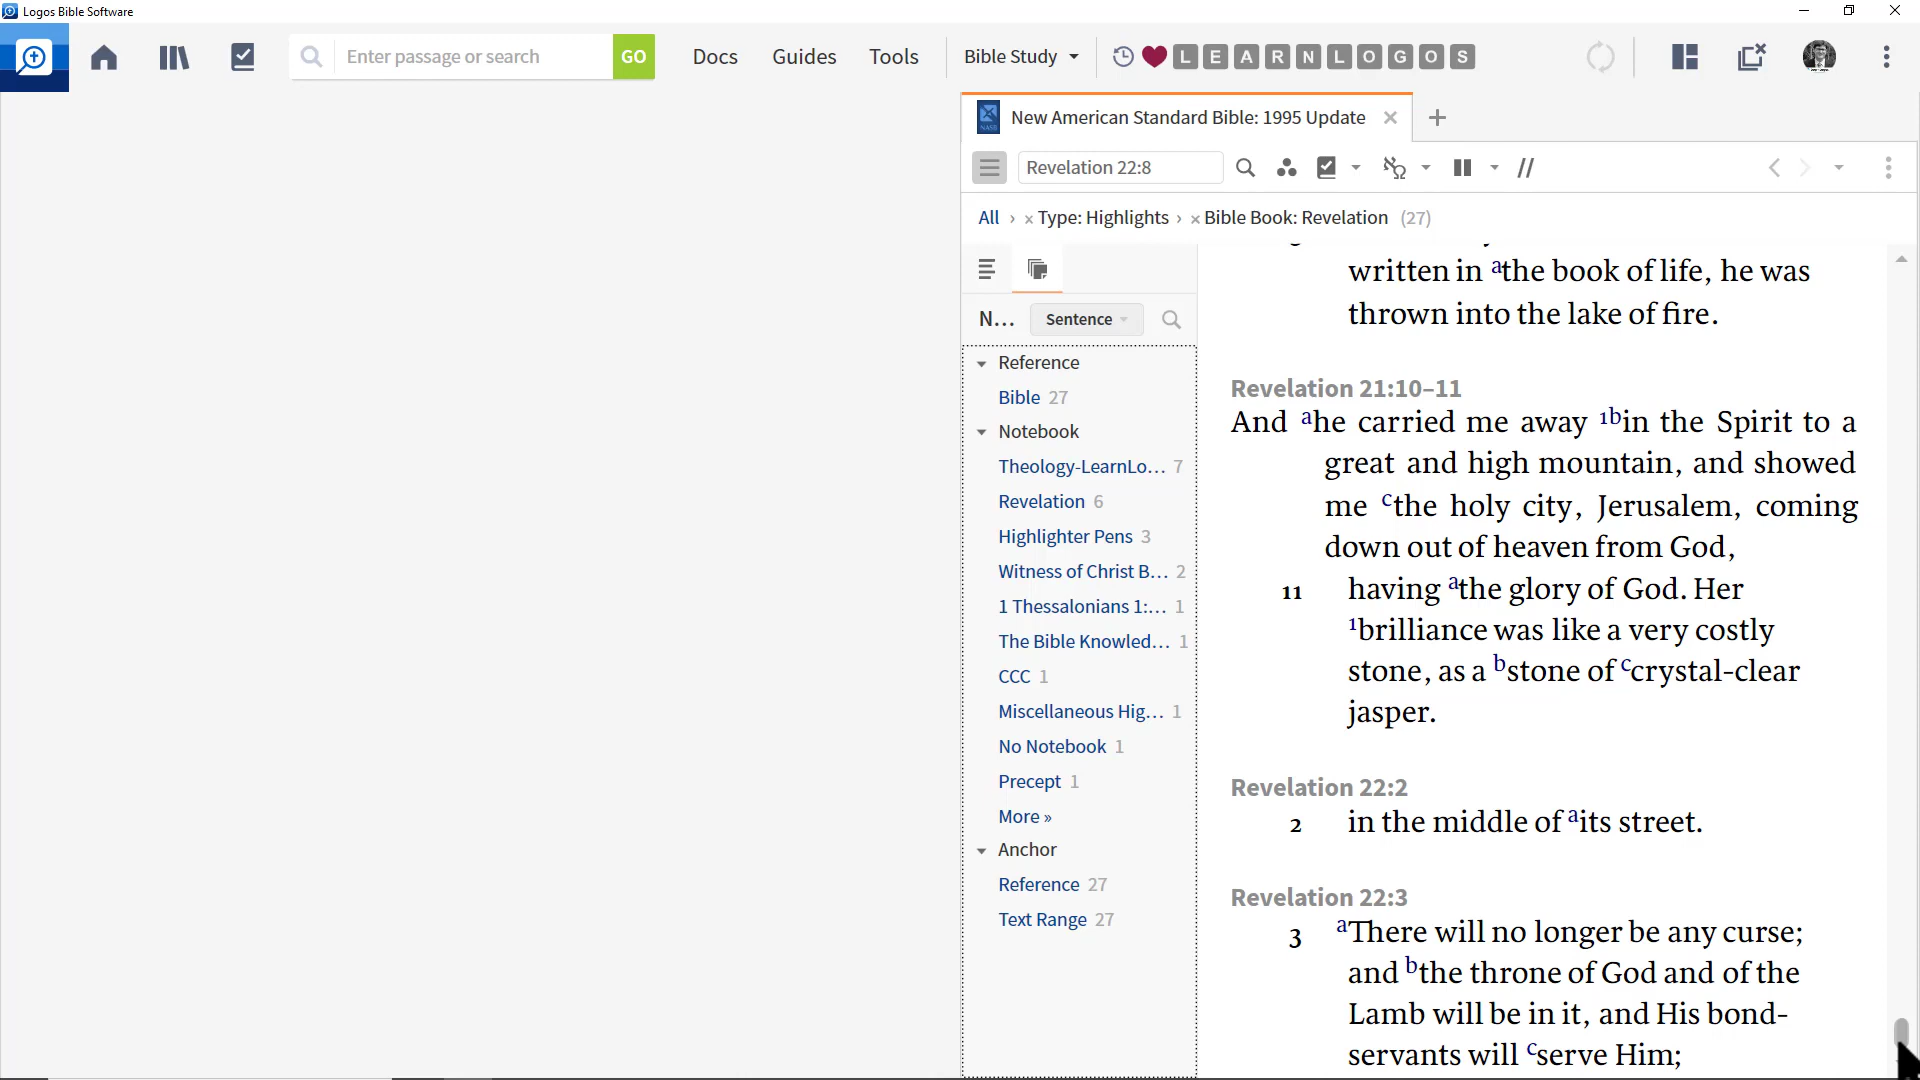 Logos Bible Software
Enter passage or search GO Docs Guides Tools Bible Study L E A R N L O G O S
New American Standard Bible: 1995 Update
Revelation 22:8
All › × Type: Highlights › × Bible Book: Revelation (27)
N... Sentence
Reference
Bible 27
Notebook
Theology-LearnLo... 7
Revelation 6
Highlighter Pens 3
Witness of Christ B... 2
1 Thessalonians 1:... 1
The Bible Knowled... 1
CCC 1
Miscellaneous Hig... 1
No Notebook 1
Precept 1
More »
Anchor
Reference 27
Text Range 27
written in athe book of life, he was
thrown into the lake of fire.
Revelation 21:10–11
And ahe carried me away 1bin the Spirit to a
great and high mountain, and showed
me cthe holy city, Jerusalem, coming
down out of heaven from God,
11 having athe glory of God. Her
1brilliance was like a very costly
stone, as a bstone of ccrystal-clear
jasper.
Revelation 22:2
2 in the middle of aits street.
Revelation 22:3
3 aThere will no longer be any curse;
and bthe throne of God and of the
Lamb will be in it, and His bond-
servants will cserve Him;